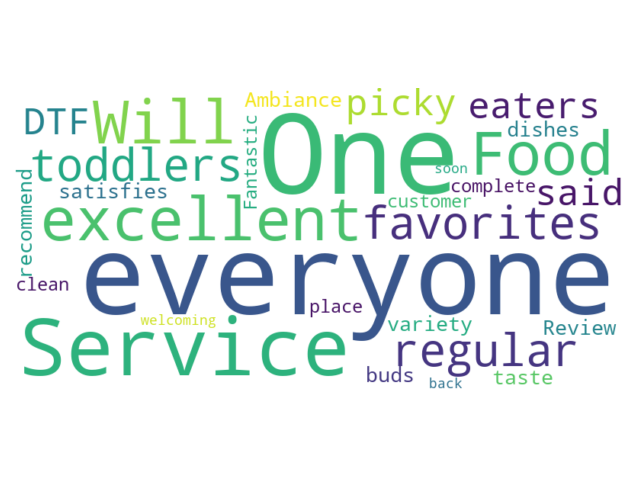 Ambiance
picky
eaters
DTF
Will
One
Food
dishes
Fantastic
toddlers
soon
satisfies
complete
said
recommend
excellent
customer
favorites
everyone
clean
place
welcoming
Service
variety
Review
regular
buds
back
taste